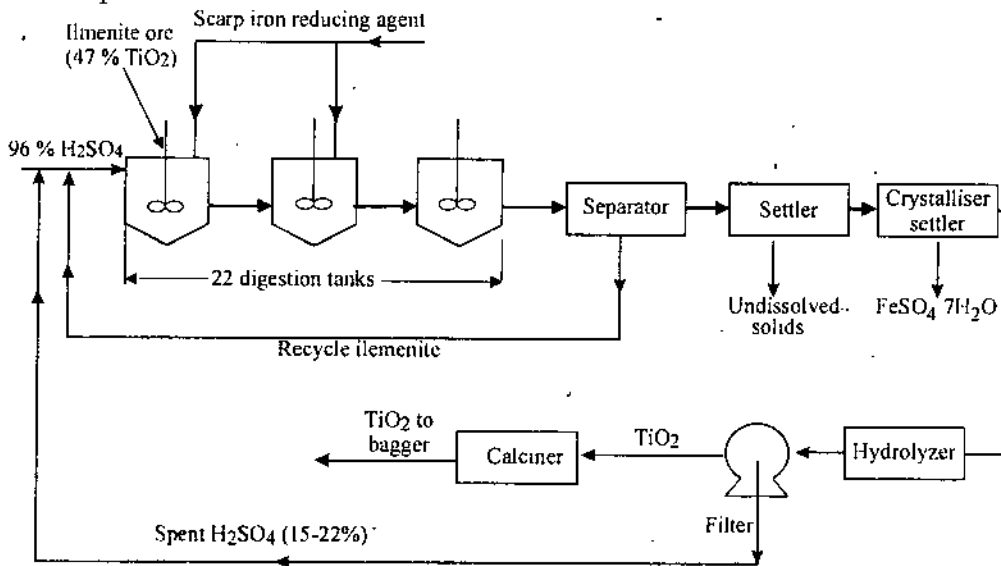 Scarp iron reducing agent
Ilmenite ore
(47 % TiO2)
96 % H2SO4
Separator
Settler
Crystalliser
settler
22 digestion tanks
Undissolved
solids
FeSO4 7H2O
Recycle ilemenite
TiO2 to
bagger
Calciner
TiO2
Hydrolyzer
Filter
Spent H2SO4 (15-22%)